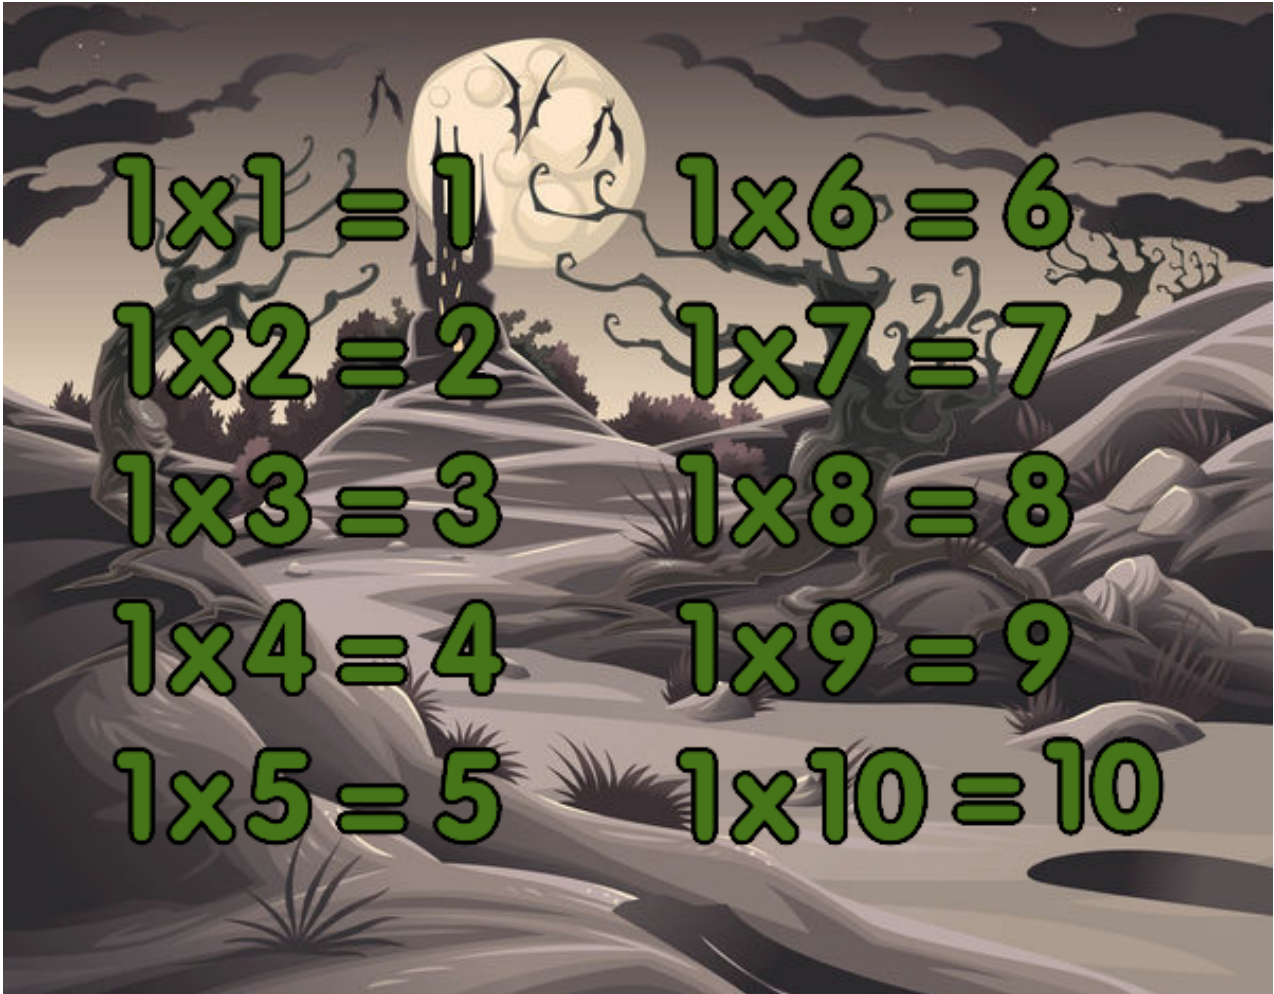 1x1 = 1
1x2 = 2
1x3 = 3
1x4 = 4
1x5 = 5
1x6 = 6
1x7 = 7
1x8 = 8
1x9 = 9
1x10 = 10